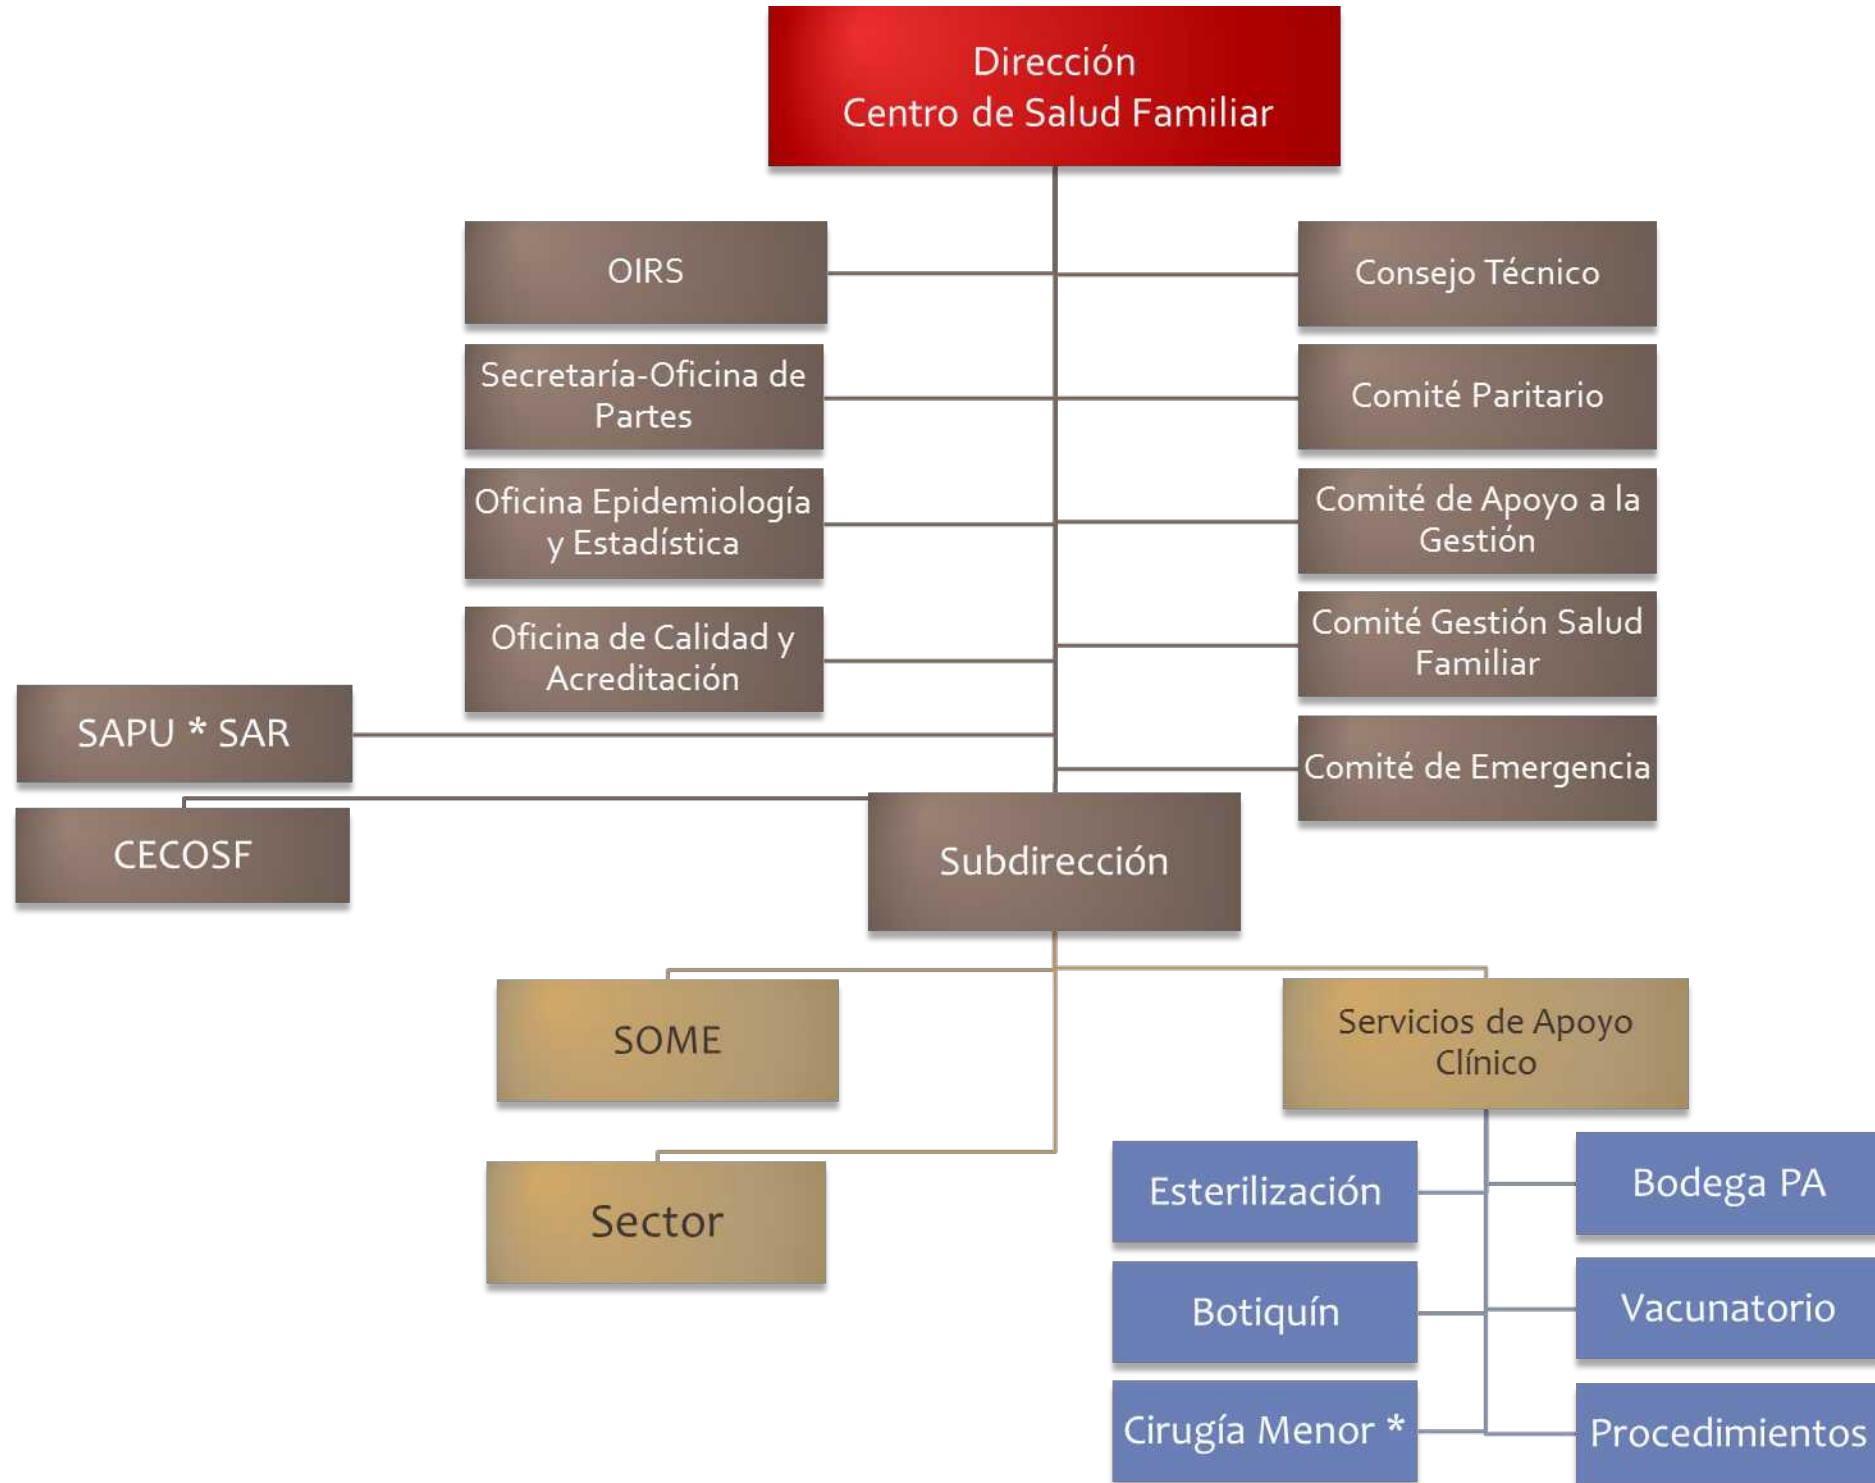 Dirección
Centro de Salud Familiar
OIRS
Consejo Técnico
Secretaría-Oficina de
Partes
Comité Paritario
Oficina Epidemiología
y Estadística
Comité de Apoyo a la
Gestión
Oficina de Calidad y
Acreditación
Comité Gestión Salud
Familiar
SAPU * SAR
Comité de Emergencia
CECOSF
Subdirección
SOME
Servicios de Apoyo
Clínico
Sector
Esterilización
Bodega PA
Botiquín
Vacunatorio
Cirugía Menor *
Procedimientos